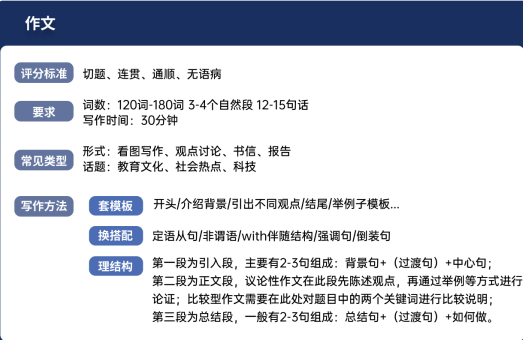 作文
评分标准 切题、连贯、通顺、无语病
要求 词数：120词-180词 3-4个自然段 12-15句话
写作时间：30分钟
常见类型 形式：看图写作、观点讨论、书信、报告
话题：教育文化、社会热点、科技
写作方法 套模板 开头/介绍背景/引出不同观点/结尾/举例子模板...
换搭配 定语从句/非谓语/with伴随结构/强调句/倒装句
理结构 第一段为引入段，主要有2-3句组成：背景句+（过渡句）+中心句；
第二段为正文段，议论性作文在此段先陈述观点，再通过举例等方式进行
论证；比较型作文需要在此处对题目中的两个关键词进行比较说明；
第三段为总结段，一般有2-3句组成：总结句+（过渡句）+如何做。